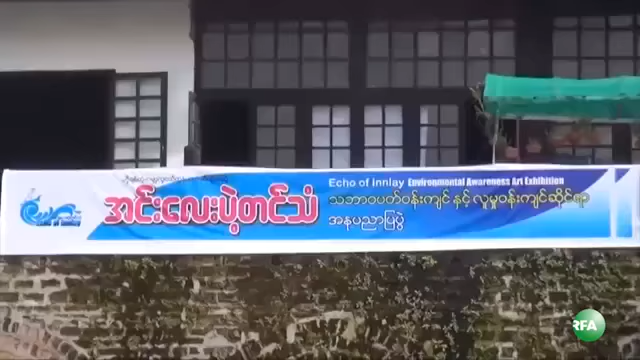 အင်းလေးပဲ့တင်သံ
Echo of innlay Environmental Awareness Art Exhibition
သဘာဝပတ်ဝန်းကျင် နှင့် လူမှုဝန်းကျင်ဆိုင်ရာ
အနုပညာပြပွဲ
RFA